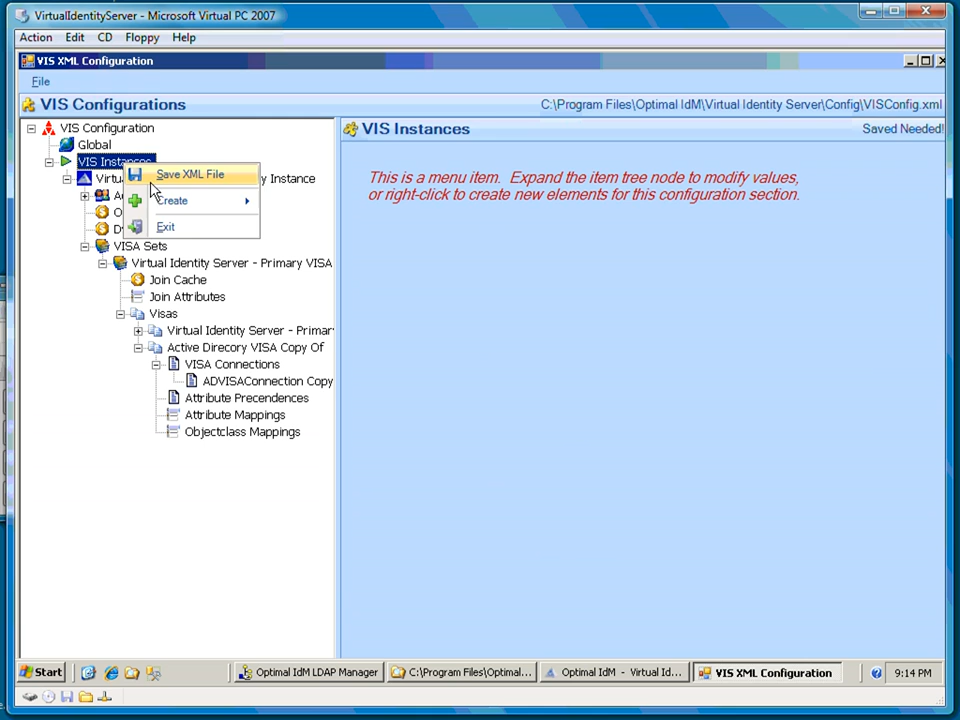 VirtualIdentityServer - Microsoft Virtual PC 2007
Action Edit CD Floppy Help
VIS XML Configuration
File
VIS Configurations
C:\Program Files\Optimal IdM\Virtual Identity Server\Config\VISConfig.xml
VIS Configuration
Global
VIS Instances
Save XML File
Create
Exit
Virtu
y Instance
A
O
D
VISA Sets
Virtual Identity Server - Primary VISA
Join Cache
Join Attributes
Visas
Virtual Identity Server - Primar
Active Direcory VISA Copy Of
VISA Connections
ADVISAConnection Copy
Attribute Precendences
Attribute Mappings
Objectclass Mappings
VIS Instances
Saved Needed!
This is a menu item. Expand the item tree node to modify values,
or right-click to create new elements for this configuration section.
Start
Optimal IdM LDAP Manager
C:\Program Files\Optimal...
Optimal IdM - Virtual Id...
VIS XML Configuration
9:14 PM